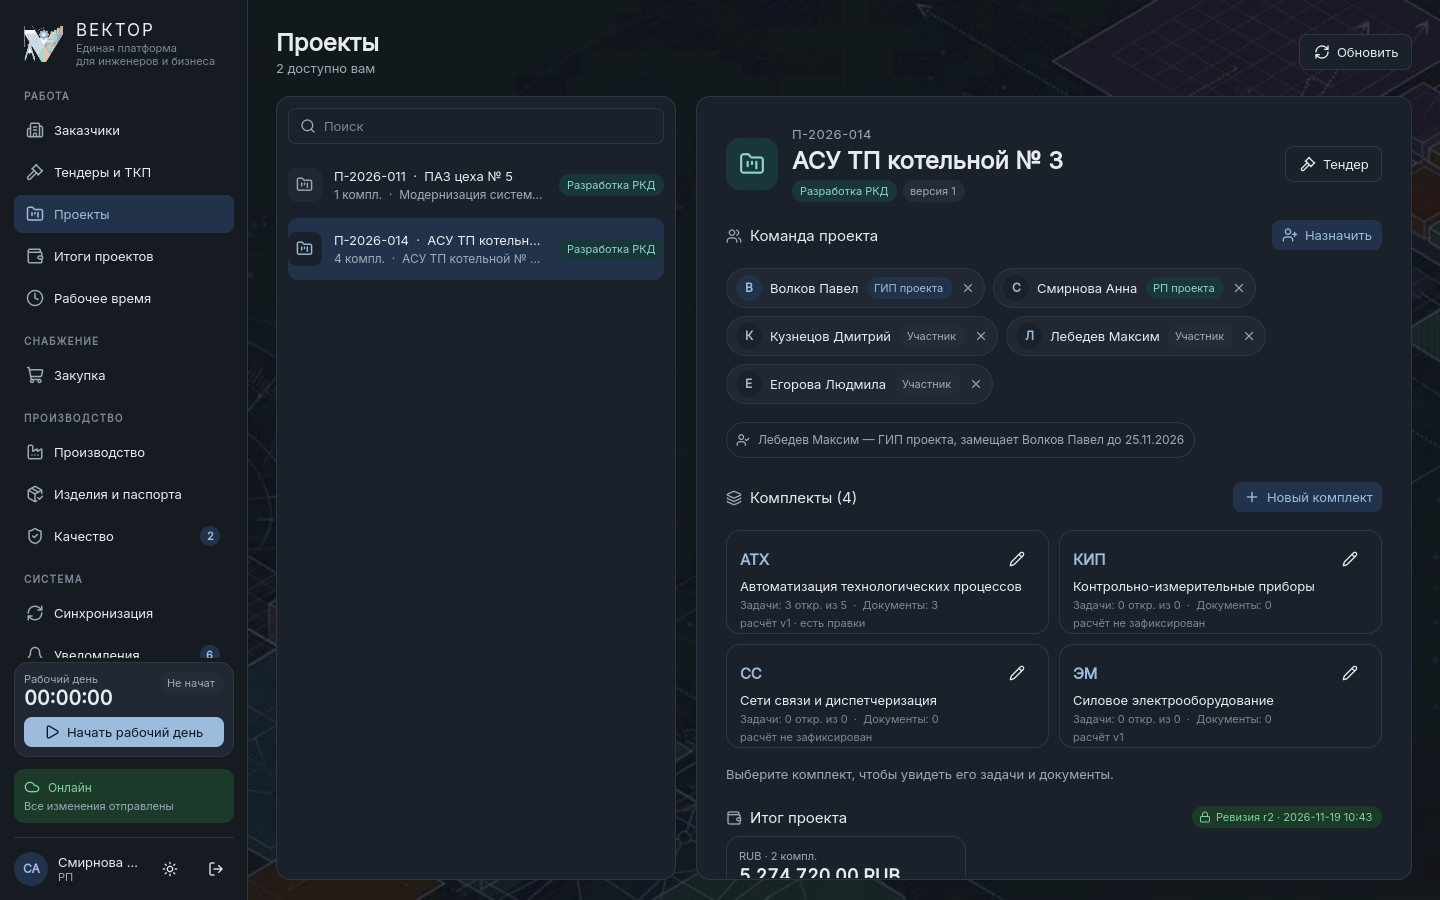 ВЕКТОР
Единая платформа
для инженеров и бизнеса
РАБОТА
Заказчики
Тендеры и ТКП
Проекты
Итоги проектов
Рабочее время
СНАБЖЕНИЕ
Закупка
ПРОИЗВОДСТВО
Производство
Изделия и паспорта
Качество 2
СИСТЕМА
Синхронизация
Уведомления 6
Рабочий день
00:00:00
Не начат
Начать рабочий день
Онлайн
Все изменения отправлены
СА
Смирнова ...
РП
Проекты
2 доступно вам
Обновить
Поиск
П-2026-011 · ПАЗ цеха № 5
1 компл. · Модернизация систем...
Разработка РКД
П-2026-014 · АСУ ТП котельн...
4 компл. · АСУ ТП котельной № ...
Разработка РКД
П-2026-014
АСУ ТП котельной № 3
Разработка РКД версия 1
Тендер
Команда проекта
Назначить
В Волков Павел ГИП проекта
С Смирнова Анна РП проекта
К Кузнецов Дмитрий Участник
Л Лебедев Максим Участник
Е Егорова Людмила Участник
Лебедев Максим — ГИП проекта, замещает Волков Павел до 25.11.2026
Комплекты (4)
Новый комплект
АТХ
Автоматизация технологических процессов
Задачи: 3 откр. из 5 · Документы: 3
расчёт v1 · есть правки
КИП
Контрольно-измерительные приборы
Задачи: 0 откр. из 0 · Документы: 0
расчёт не зафиксирован
СС
Сети связи и диспетчеризация
Задачи: 0 откр. из 0 · Документы: 0
расчёт не зафиксирован
ЭМ
Силовое электрооборудование
Задачи: 0 откр. из 0 · Документы: 0
расчёт v1
Выберите комплект, чтобы увидеть его задачи и документы.
Итог проекта
Ревизия r2 · 2026-11-19 10:43
RUB · 2 компл.
5 274 720,00 RUB